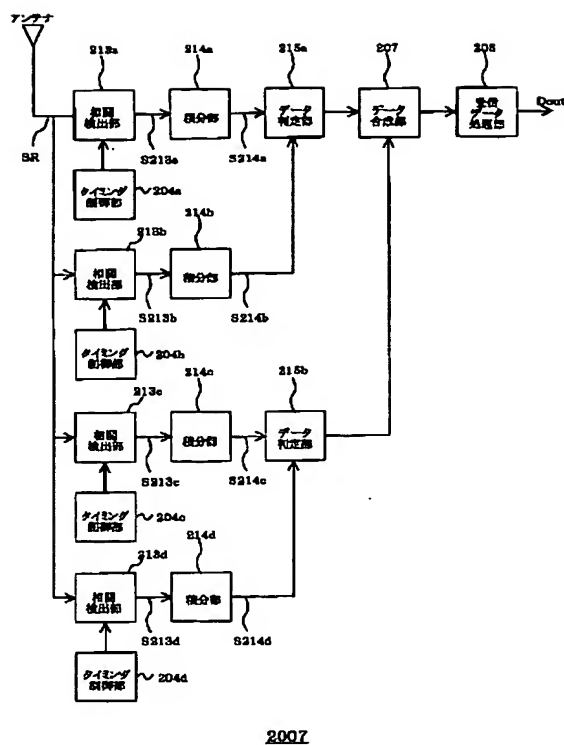 アンテナ
213a
214a
215a
207
208
相関
検出部
積分部
データ
判定部
データ
合成部
受信
データ
処理部
Dout
SR
S213a
S214a
タイミング
制御部
204a
213b
214b
相関
検出部
積分部
S213b
S214b
タイミング
制御部
204b
213c
214c
215b
相関
検出部
積分部
データ
判定部
S213c
S214c
タイミング
制御部
204c
213d
214d
相関
検出部
積分部
S213d
S214d
タイミング
制御部
204d
2007